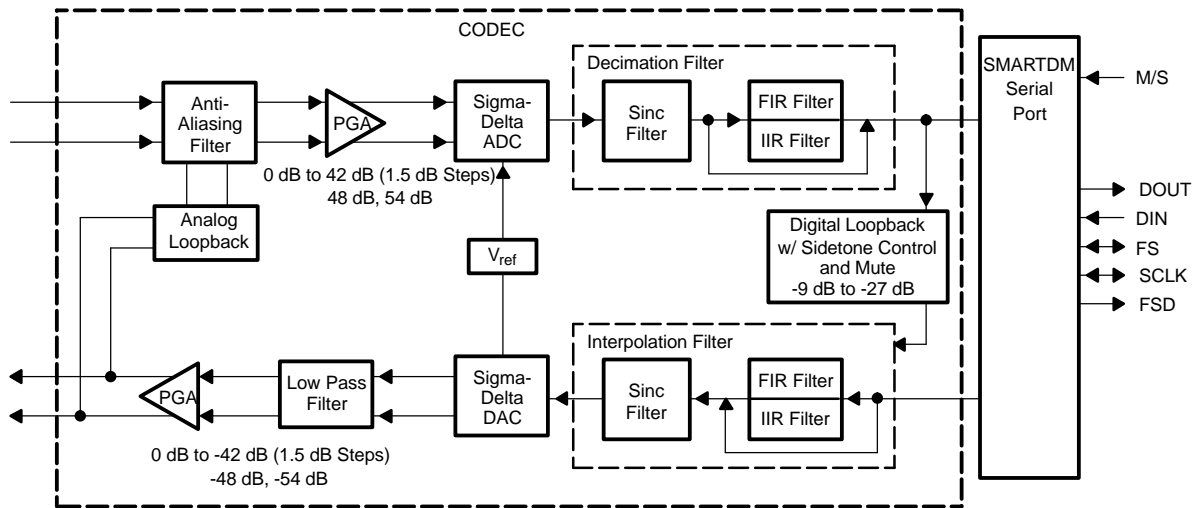 CODEC
Anti-
Aliasing
Filter
PGA
Sigma-
Delta
ADC
Decimation Filter
Sinc
Filter
FIR Filter
IIR Filter
SMARTDM
Serial
Port
M/S
0 dB to 42 dB (1.5 dB Steps)
48 dB, 54 dB
Analog
Loopback
Vref
Digital Loopback
w/ Sidetone Control
and Mute
-9 dB to -27 dB
DOUT
DIN
FS
SCLK
FSD
Interpolation Filter
PGA
Low Pass
Filter
Sigma-
Delta
DAC
Sinc
Filter
FIR Filter
IIR Filter
0 dB to -42 dB (1.5 dB Steps)
-48 dB, -54 dB